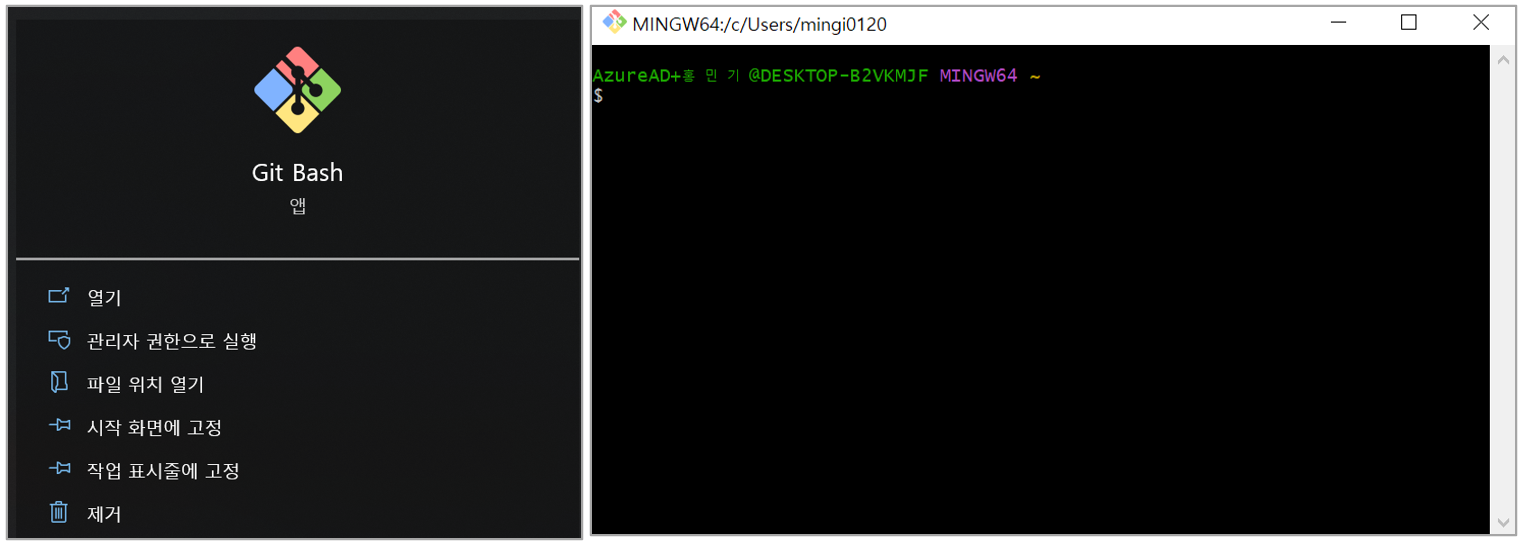 Git Bash
앱
열기
관리자 권한으로 실행
파일 위치 열기
시작 화면에 고정
작업 표시줄에 고정
제거
MINGW64:/c/Users/mingi0120
AzureAD+홍 민 기 @DESKTOP-B2VKMJF MINGW64 ~
$